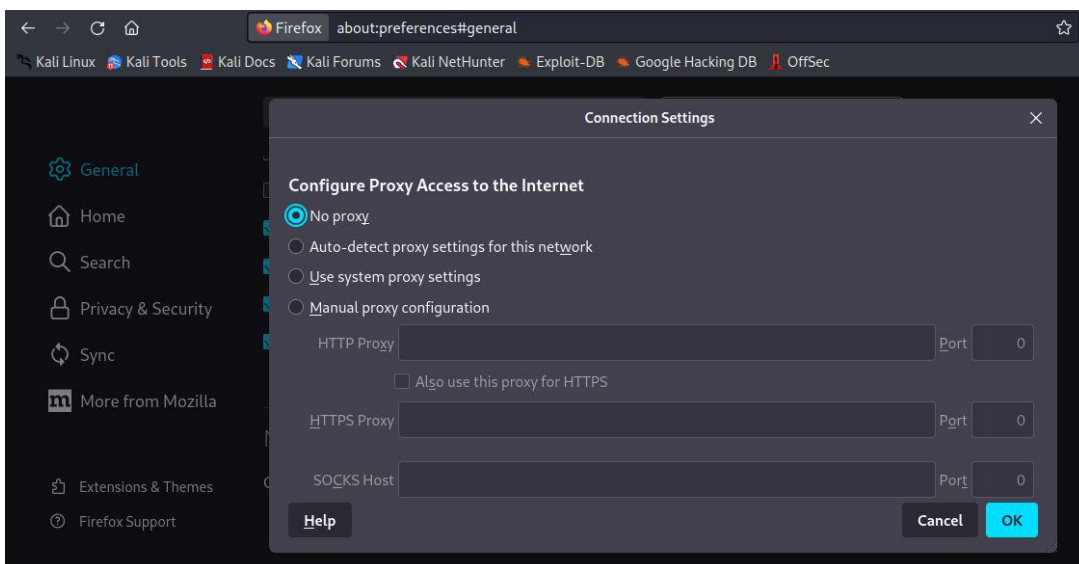 Firefox about:preferences#general
Kali Linux Kali Tools Kali Docs Kali Forums Kali NetHunter Exploit-DB Google Hacking DB OffSec
Connection Settings
General
Home
Search
Privacy & Security
Sync
More from Mozilla
Extensions & Themes
Firefox Support
Configure Proxy Access to the Internet
No proxy
Auto-detect proxy settings for this network
Use system proxy settings
Manual proxy configuration
HTTP Proxy Port 0
Also use this proxy for HTTPS
HTTPS Proxy Port 0
SOCKS Host Port 0
Help Cancel OK